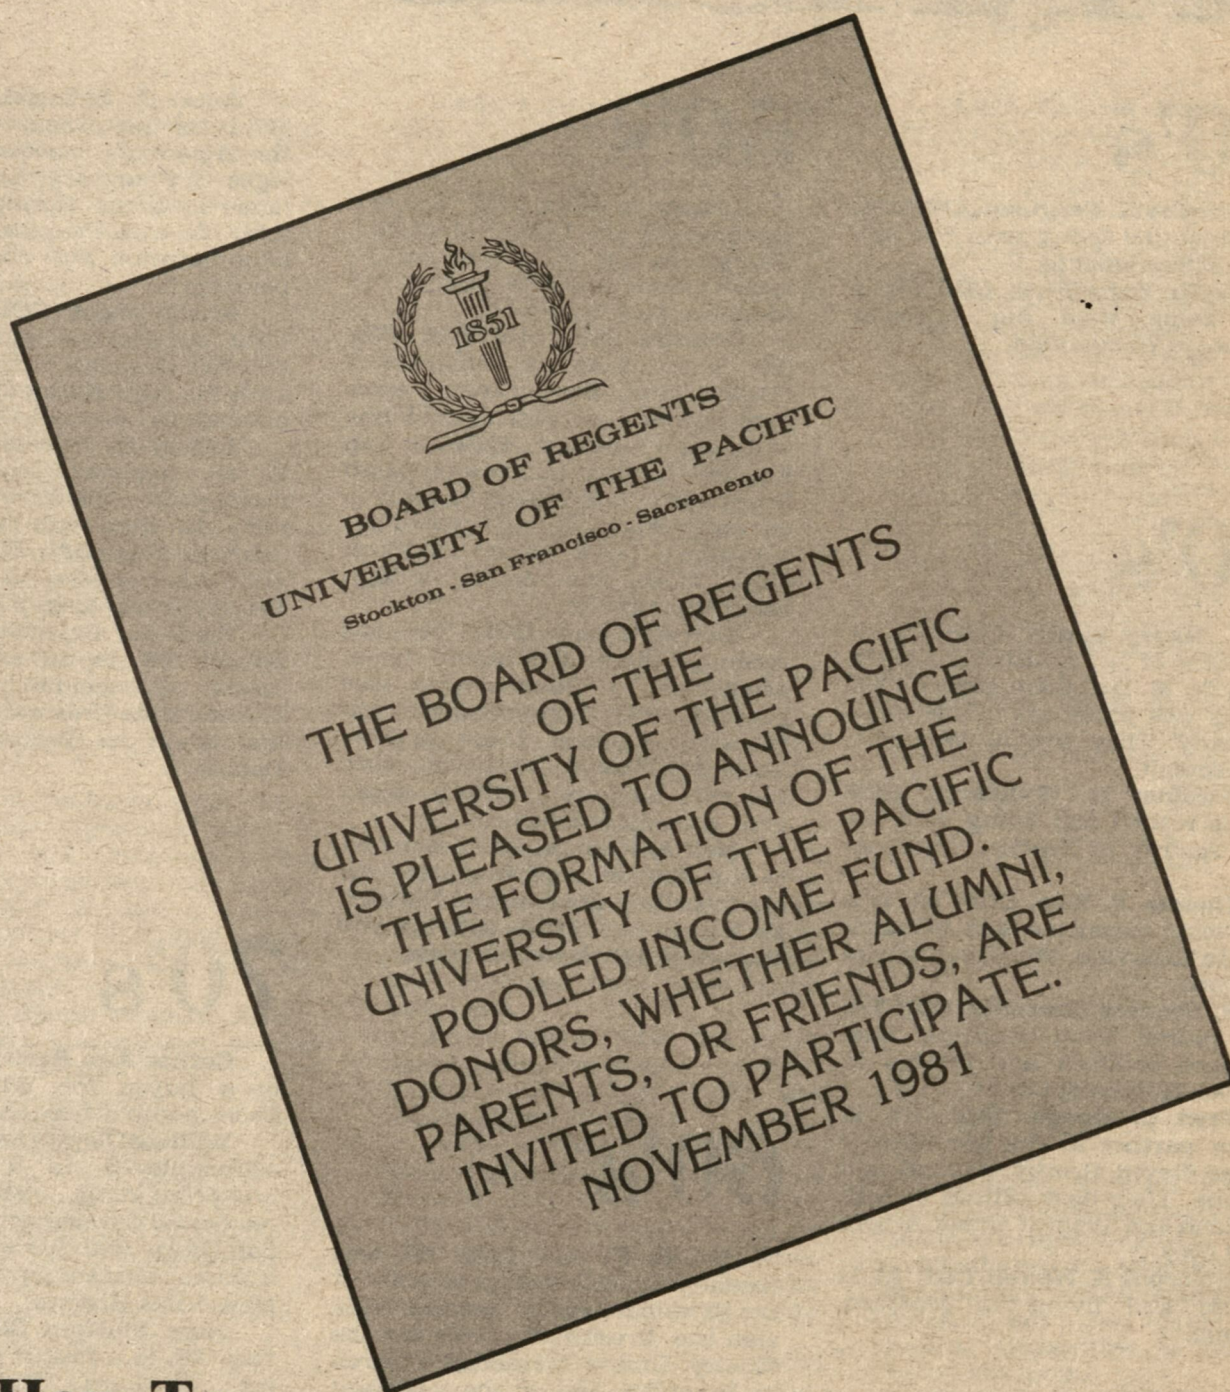 1851
BOARD OF REGENTS
UNIVERSITY OF THE PACIFIC
Stockton · San Francisco · Sacramento
THE BOARD OF REGENTS
OF THE
UNIVERSITY OF THE PACIFIC
IS PLEASED TO ANNOUNCE
THE FORMATION OF THE
UNIVERSITY OF THE PACIFIC
POOLED INCOME FUND.
DONORS, WHETHER ALUMNI,
PARENTS, OR FRIENDS, ARE
INVITED TO PARTICIPATE.
NOVEMBER 1981